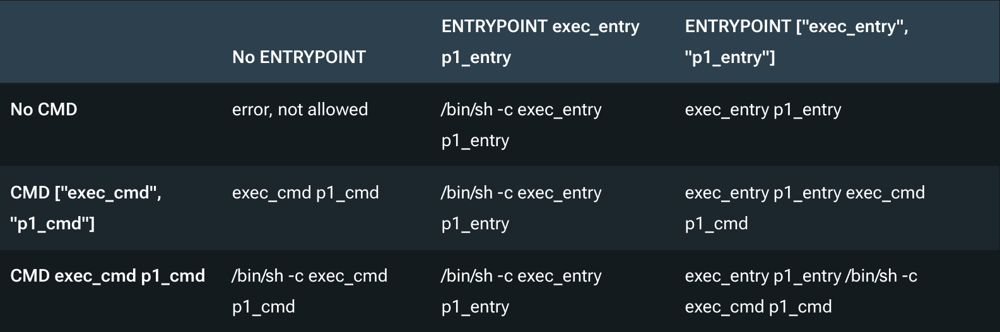 No ENTRYPOINT
ENTRYPOINT exec_entry
p1_entry
ENTRYPOINT ["exec_entry",
"p1_entry"]
No CMD
error, not allowed
/bin/sh -c exec_entry
p1_entry
exec_entry p1_entry
CMD ["exec_cmd",
"p1_cmd"]
exec_cmd p1_cmd
/bin/sh -c exec_entry
p1_entry
exec_entry p1_entry exec_cmd
p1_cmd
CMD exec_cmd p1_cmd
/bin/sh -c exec_cmd
p1_cmd
/bin/sh -c exec_entry
p1_entry
exec_entry p1_entry /bin/sh -c
exec_cmd p1_cmd